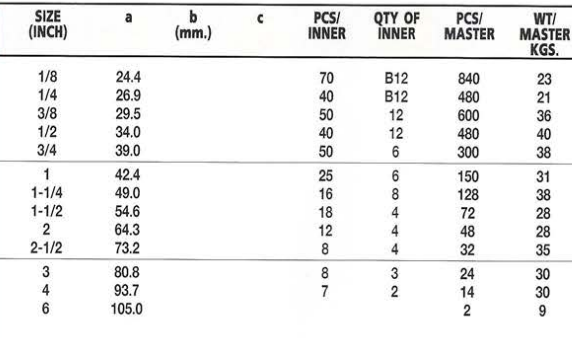 SIZE (INCH) a b (mm.) c PCS/ INNER QTY OF INNER PCS/ MASTER WT/ MASTER KGS.
1/8 24.4 70 B12 840 23
1/4 26.9 40 B12 480 21
3/8 29.5 50 12 600 36
1/2 34.0 40 12 480 40
3/4 39.0 50 6 300 38
1 42.4 25 6 150 31
1-1/4 49.0 16 8 128 38
1-1/2 54.6 18 4 72 28
2 64.3 12 4 48 28
2-1/2 73.2 8 4 32 35
3 80.8 8 3 24 30
4 93.7 7 2 14 30
6 105.0 2 9